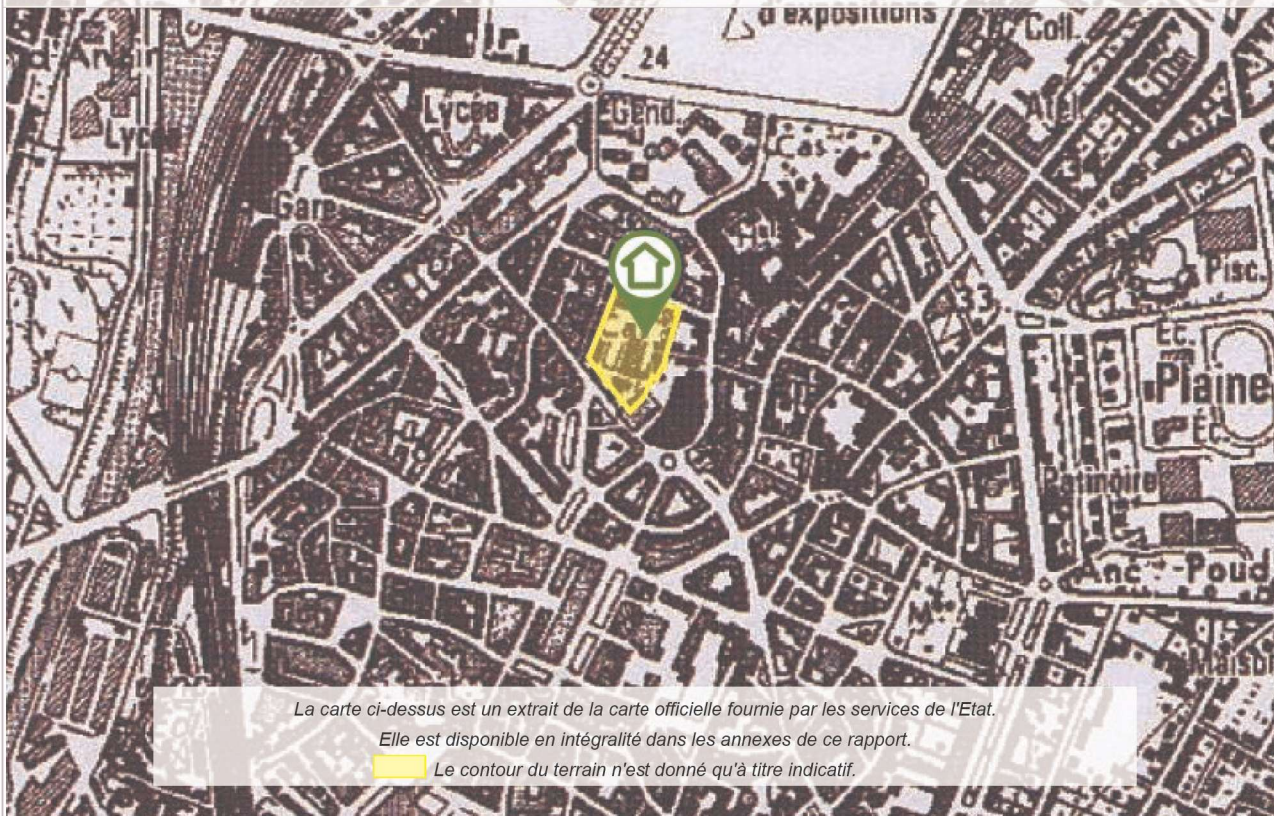 d'expositions
Coll.
24
Lycée
Gend.
Atel.
Lycée
Cas.
Gare
Hôp.
33
Pisc.
Ec.
Plaine
Ec.
Patinoire
Anc. Poud.
M
La carte ci-dessus est un extrait de la carte officielle fournie par les services de l'Etat.
Elle est disponible en intégralité dans les annexes de ce rapport.
Le contour du terrain n'est donné qu'à titre indicatif.